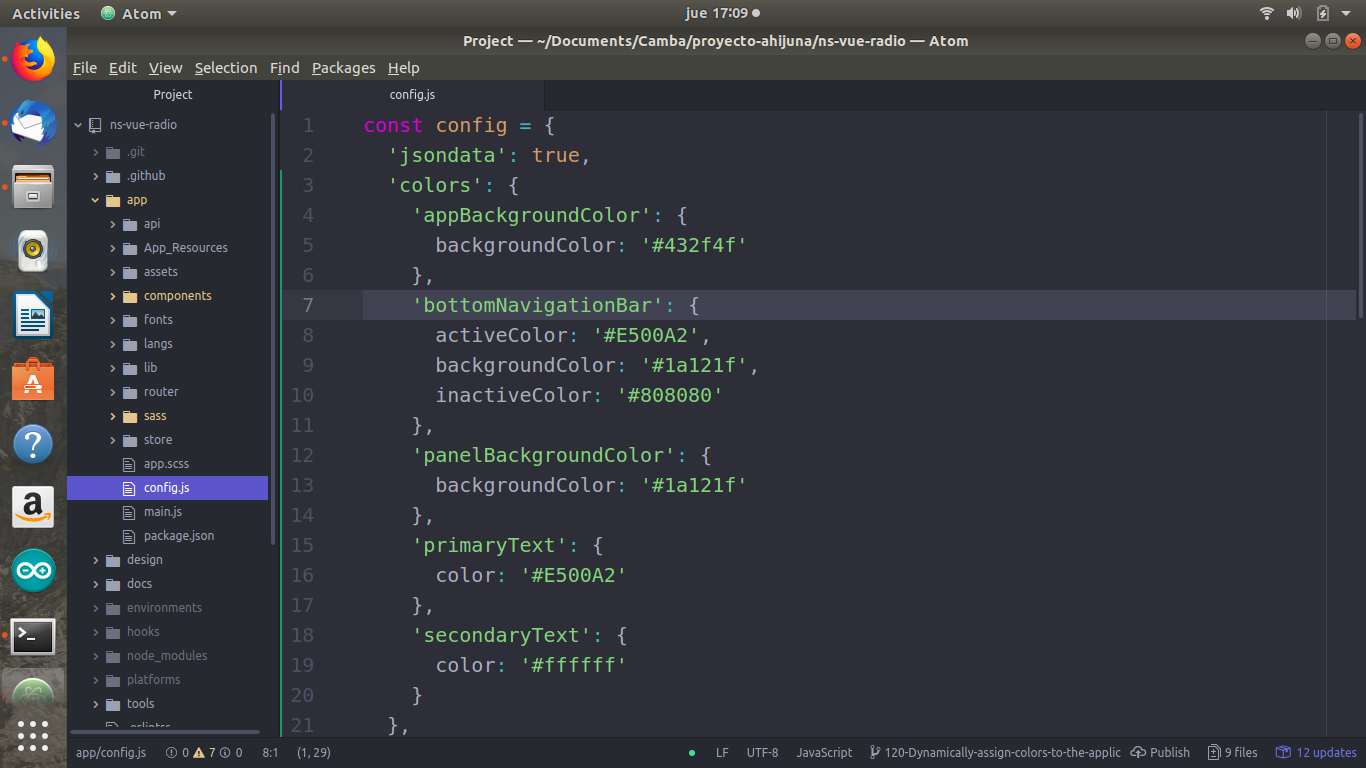 Activities Atom jue 17:09
Project — ~/Documents/Camba/proyecto-ahijuna/ns-vue-radio — Atom
File Edit View Selection Find Packages Help
Project
ns-vue-radio
.git
.github
app
api
App_Resources
assets
components
fonts
langs
lib
router
sass
store
app.scss
config.js
main.js
package.json
design
docs
environments
hooks
node_modules
platforms
tools
.eslintrc
config.js
1 const config = {
2 'jsondata': true,
3 'colors': {
4 'appBackgroundColor': {
5 backgroundColor: '#432f4f'
6 },
7 'bottomNavigationBar': {
8 activeColor: '#E500A2',
9 backgroundColor: '#1a121f',
10 inactiveColor: '#808080'
11 },
12 'panelBackgroundColor': {
13 backgroundColor: '#1a121f'
14 },
15 'primaryText': {
16 color: '#E500A2'
17 },
18 'secondaryText': {
19 color: '#ffffff'
20 }
21 },
app/config.js 0 7 0 8:1 (1, 29) LF UTF-8 JavaScript 120-Dynamically-assign-colors-to-the-applic Publish 9 files 12 updates